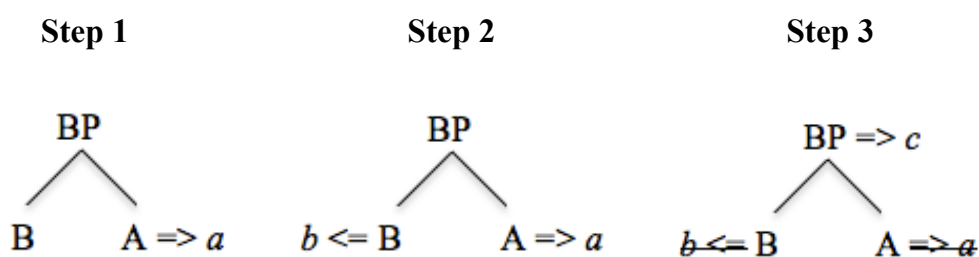 Step 1 Step 2 Step 3
BP BP BP => c
B A => a b <= B A => a b <= B A => a